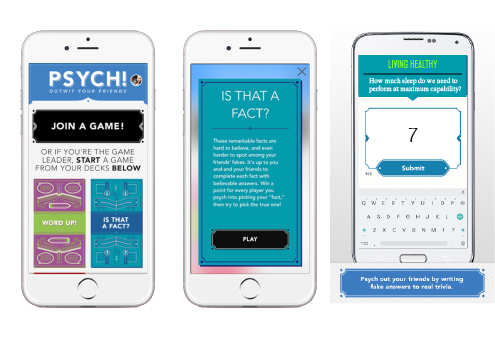 PSYCH!
OUTWIT YOUR FRIENDS
JOIN A GAME!
OR IF YOU'RE THE GAME
LEADER, START A GAME
FROM YOUR DECKS BELOW
WORD UP!
IS THAT
A FACT?
IS THAT A
FACT?
These remarkable facts are
hard to believe, and even
harder to spot among your
friends' fakes. It's up to you
and and your friends to
complete each fact with
believable answers. Win a
point for every player you
psych into picking your "fact,"
then try to pick the true one!
PLAY
LIVING HEALTHY
How much sleep do we need to
perform at maximum capability?
7
Submit
Q W E R T Y U I O P
A S D F G H J K L
Z X C V B N M
Psych out your friends by writing
fake answers to real trivia.